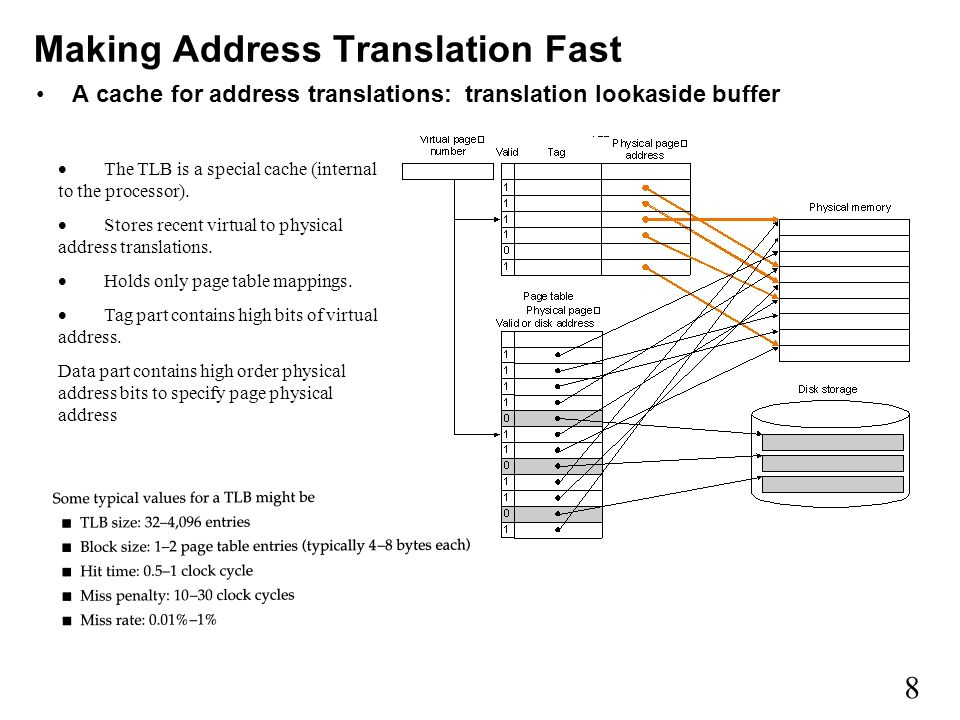 Making Address Translation Fast
• A cache for address translations: translation lookaside buffer
• The TLB is a special cache (internal
to the processor).
• Stores recent virtual to physical
address translations.
• Holds only page table mappings.
• Tag part contains high bits of virtual
address.
Data part contains high order physical
address bits to specify page physical
address
Virtual page
number
Valid
Tag
Physical page
address
1
1
1
1
0
1
Physical memory
Page table
Physical page
Valid or disk address
1
1
1
1
0
1
1
0
1
1
0
1
Disk storage
Some typical values for a TLB might be
■ TLB size: 32–4,096 entries
■ Block size: 1–2 page table entries (typically 4–8 bytes each)
■ Hit time: 0.5–1 clock cycle
■ Miss penalty: 10–30 clock cycles
■ Miss rate: 0.01%–1%
8